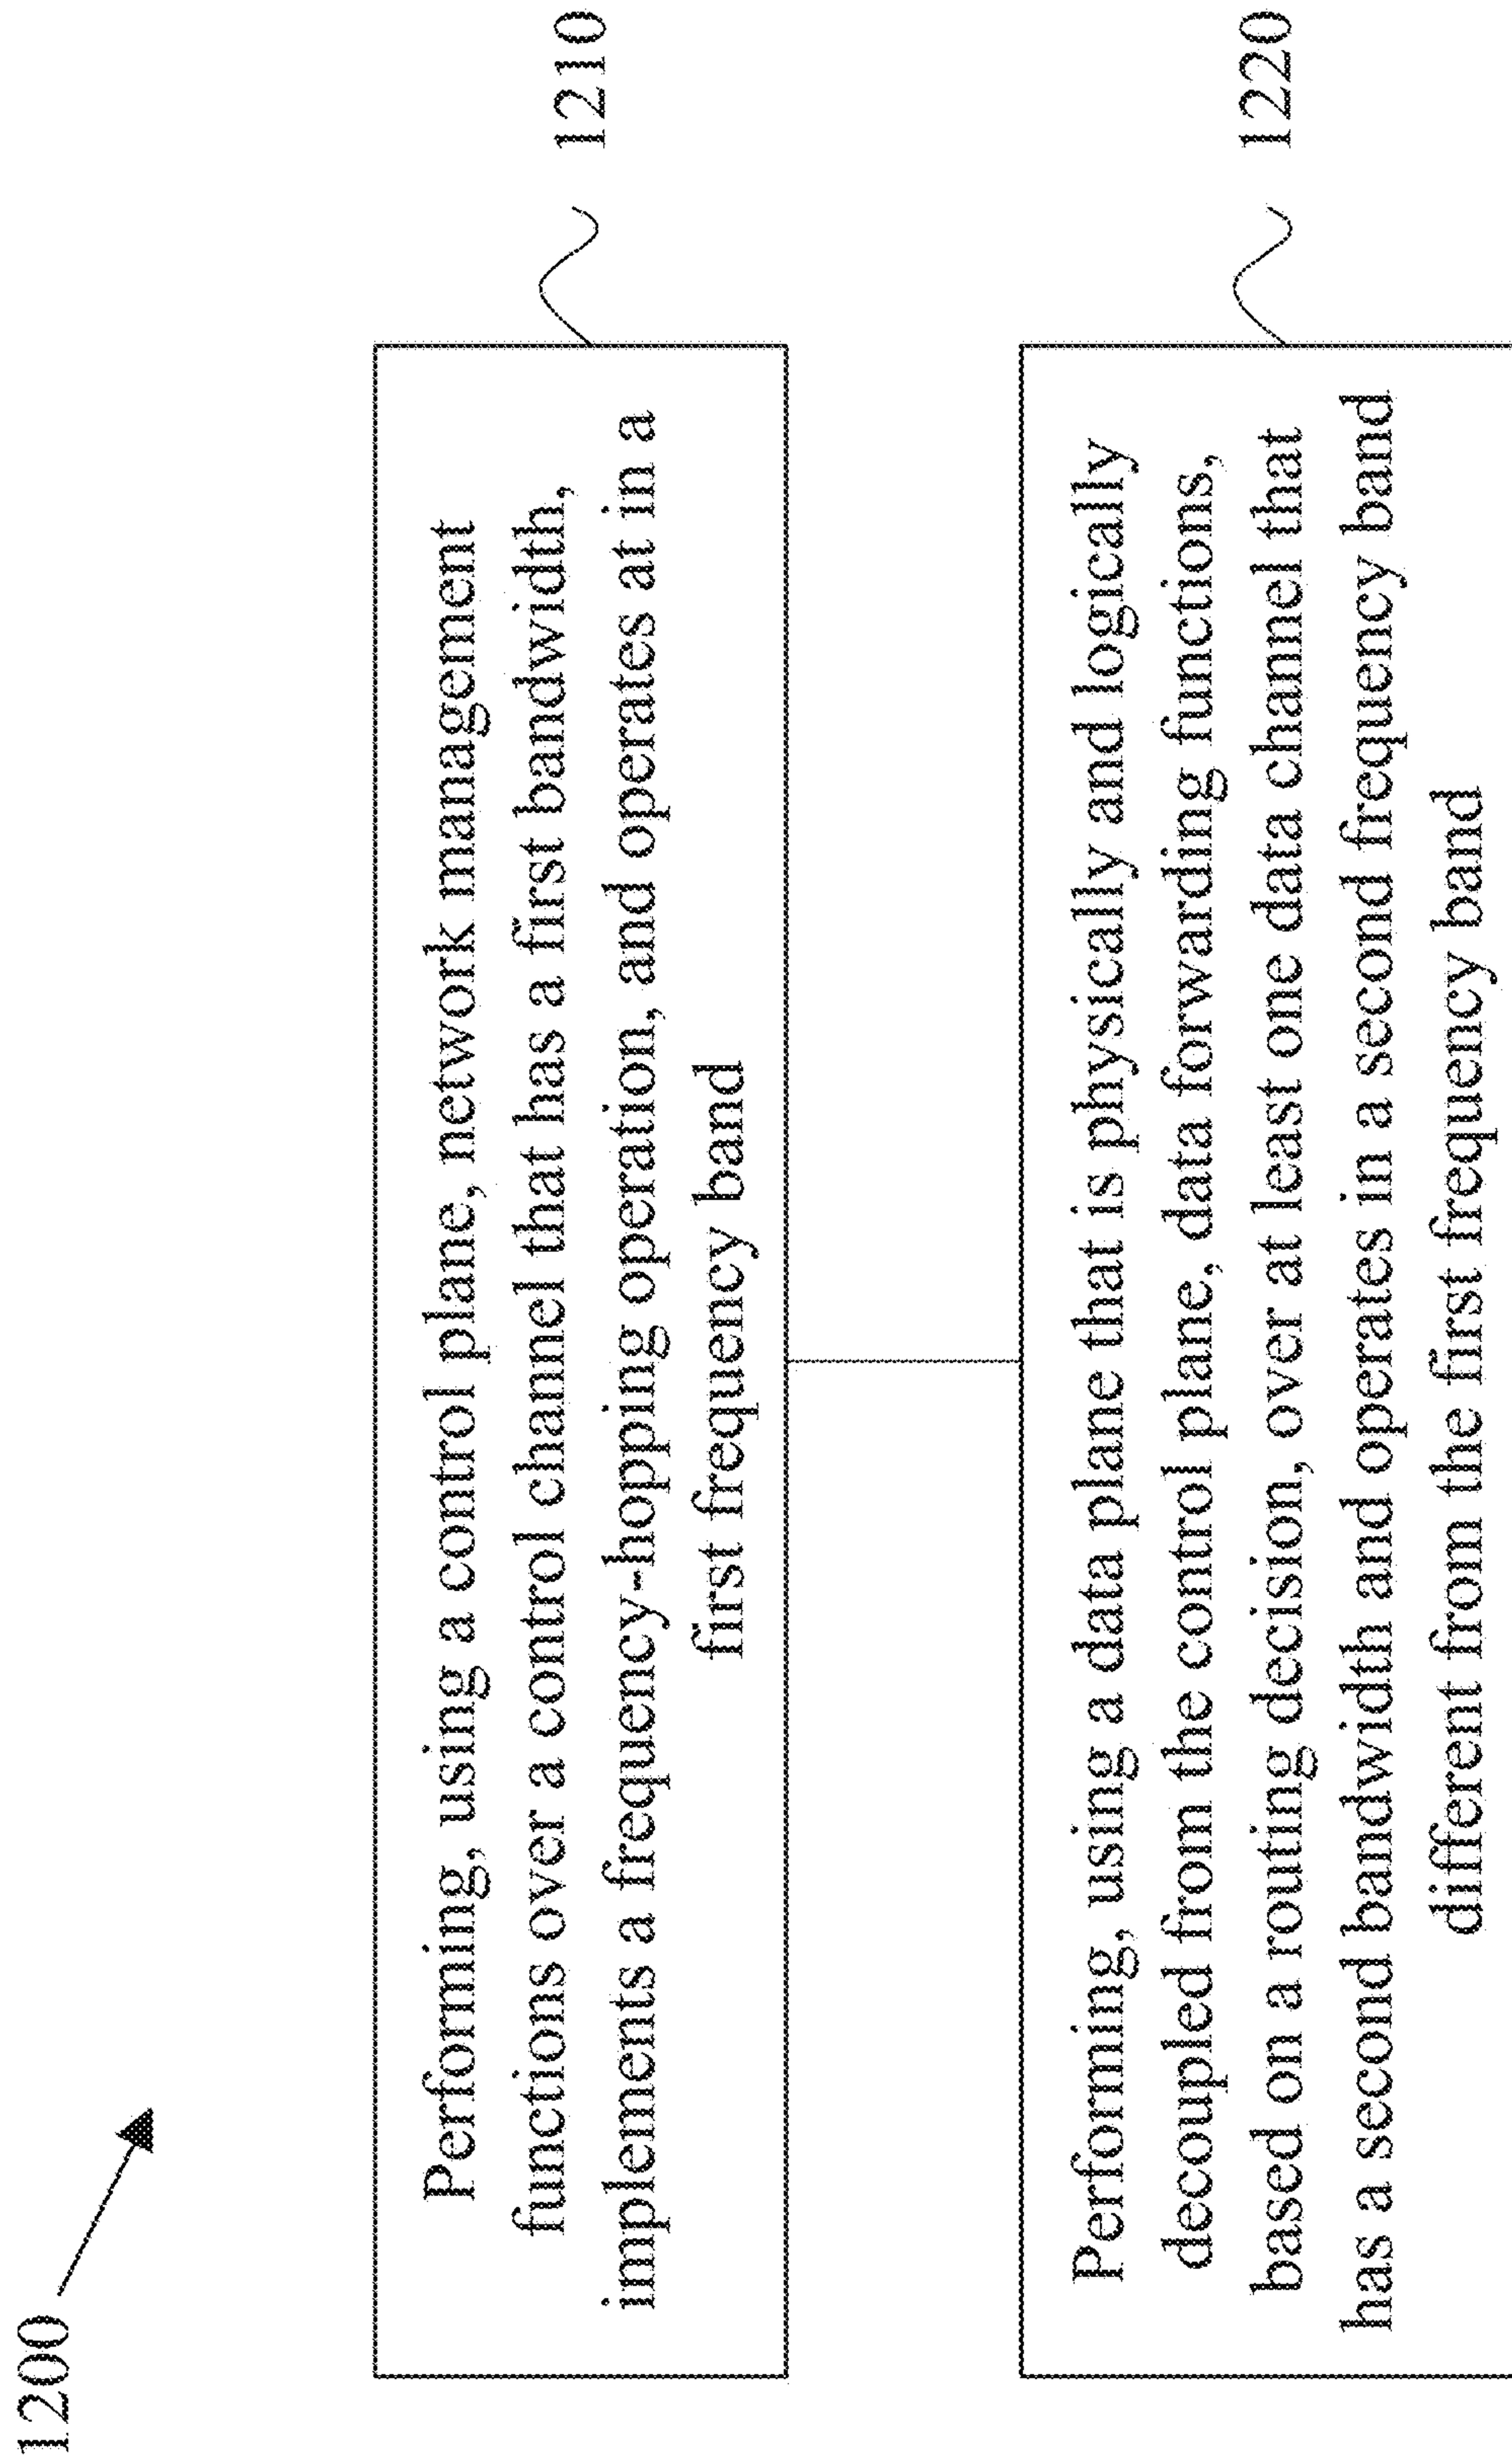 1200
Performing, using a control plane, network management
functions over a control channel that has a first bandwidth,
implements a frequency-hopping operation, and operates at in a
first frequency band
1210
Performing, using a data plane that is physically and logically
decoupled from the control plane, data forwarding functions,
based on a routing decision, over at least one data channel that
has a second bandwidth and operates in a second frequency band
different from the first frequency band
1220